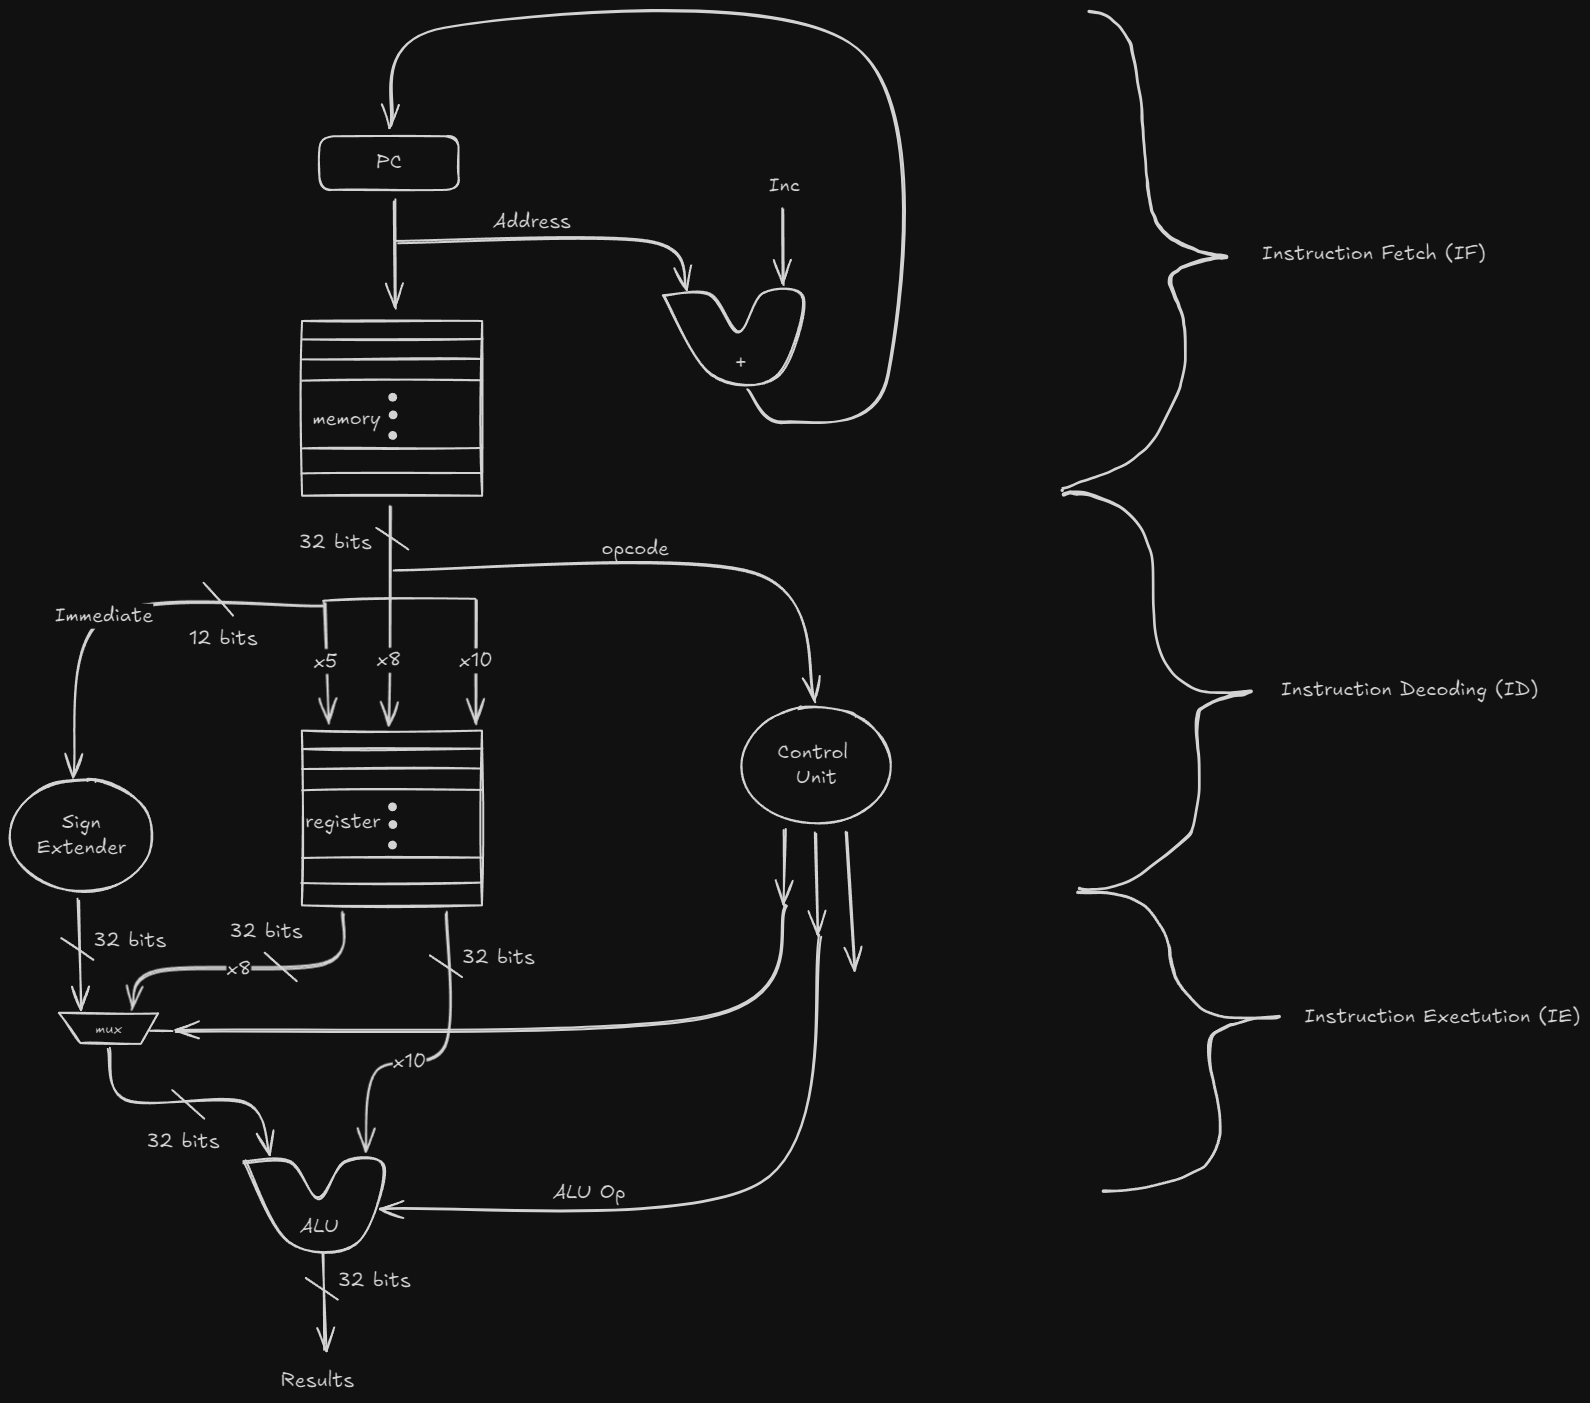 PC
Inc
Address
Instruction Fetch (IF)
+
memory
32 bits
opcode
Immediate
12 bits
x5
x8
x10
Instruction Decoding (ID)
Control
Unit
Sign
Extender
register
32 bits
32 bits
x8
32 bits
mux
Instruction Exectution (IE)
x10
32 bits
ALU Op
ALU
32 bits
Results